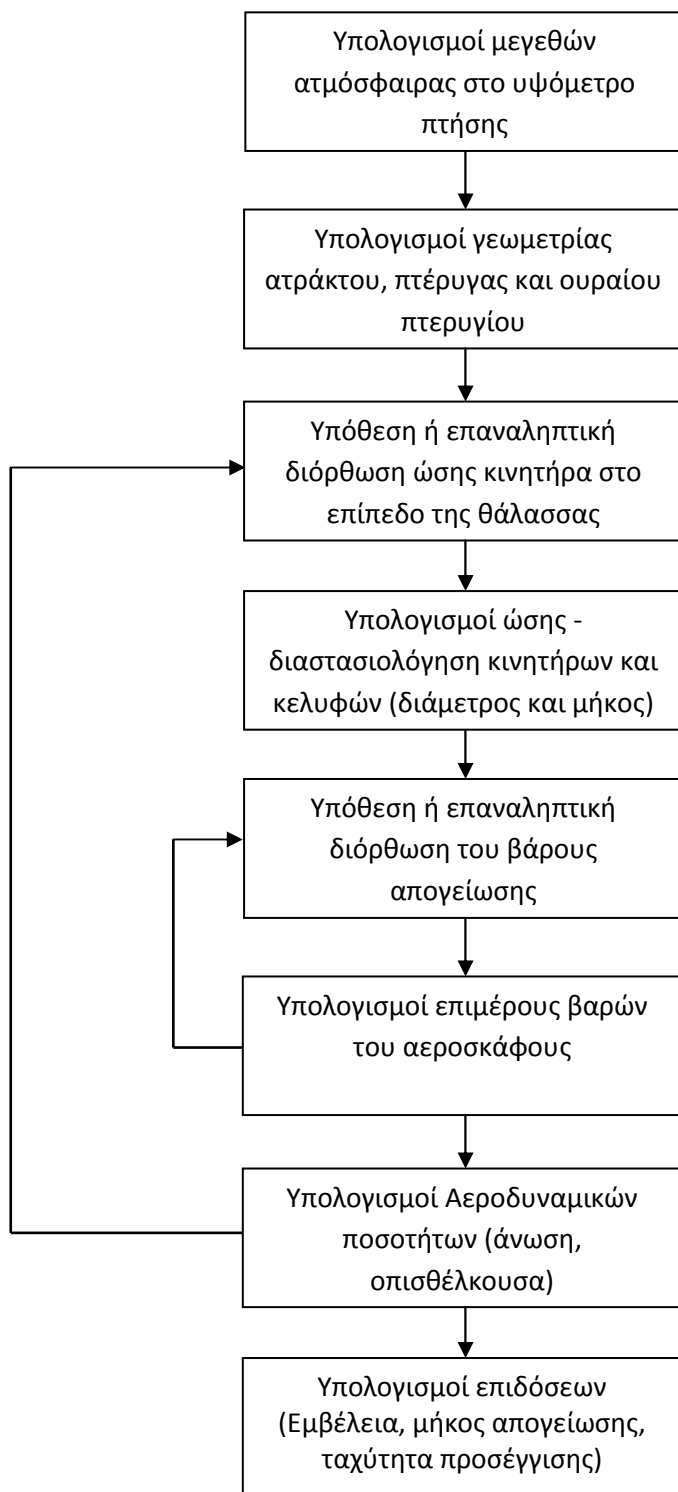 Υπολογισμοί μεγεθών
ατμόσφαιρας στο υψόμετρο
πτήσης
Υπολογισμοί γεωμετρίας
ατράκτου, πτέρυγας και ουραίου
πτερυγίου
Υπόθεση ή επαναληπτική
διόρθωση ώσης κινητήρα στο
επίπεδο της θάλασσας
Υπολογισμοί ώσης -
διαστασιολόγηση κινητήρων και
κελυφών (διάμετρος και μήκος)
Υπόθεση ή επαναληπτική
διόρθωση του βάρους
απογείωσης
Υπολογισμοί επιμέρους βαρών
του αεροσκάφους
Υπολογισμοί Αεροδυναμικών
ποσοτήτων (άνωση,
οπισθέλκουσα)
Υπολογισμοί επιδόσεων
(Εμβέλεια, μήκος απογείωσης,
ταχύτητα προσέγγισης)